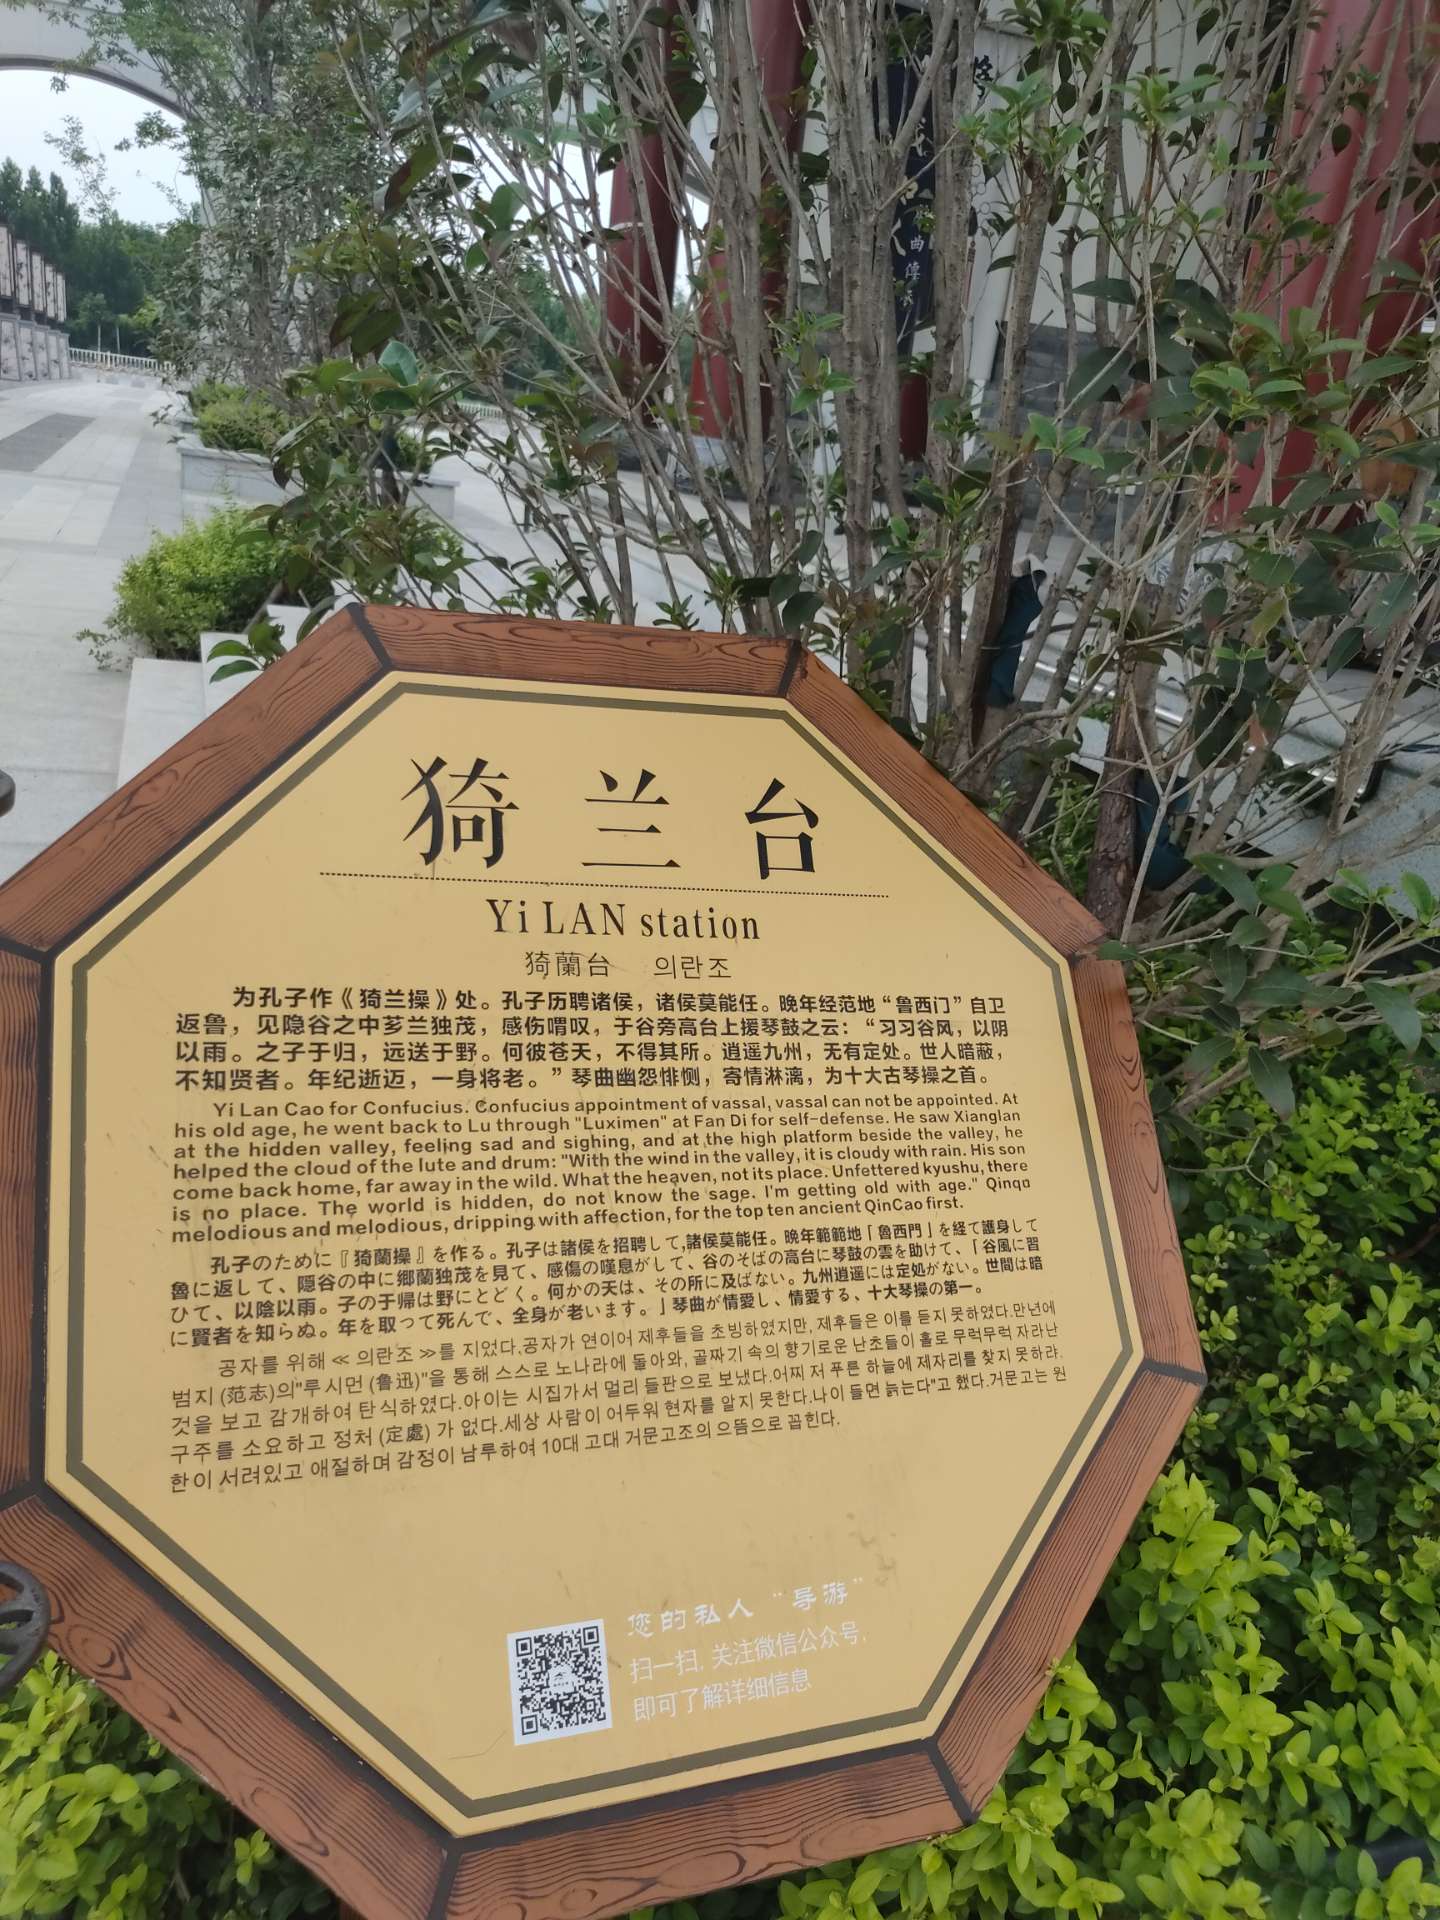 猗兰台
Yi LAN station
猗蘭台 의란조
为孔子作《猗兰操》处。孔子历聘诸侯，诸侯莫能任。晚年经范地“鲁西门”自卫
返鲁，见隐谷之中芗兰独茂，感伤喟叹，于谷旁高台上援琴鼓之云：“习习谷风，以阴
以雨。之子于归，远送于野。何彼苍天，不得其所。逍遥九州，无有定处。世人暗蔽，
不知贤者。年纪逝迈，一身将老。”琴曲幽怨悱恻，寄情淋漓，为十大古琴操之首。
Yi Lan Cao for Confucius. Confucius appointment of vassal, vassal can not be appointed. At
his old age, he went back to Lu through "Luximen" at Fan Di for self-defense. He saw Xianglan
at the hidden valley, feeling sad and sighing, and at the high platform beside the valley, he
helped the cloud of the lute and drum: "With the wind in the valley, it is cloudy with rain. His son
come back home, far away in the wild. What the heaven, not its place. Unfettered kyushu, there
is no place. The world is hidden, do not know the sage. I'm getting old with age." Qinqu
melodious and melodious, dripping with affection, for the top ten ancient QinCao first.
孔子のために『猗蘭操』を作る。孔子は諸侯を招聘して,諸侯莫能任。晚年範範地「魯西門」を経て護身して
魯に返して、隠谷の中に郷蘭独茂を見て、感傷の嘆息がして、谷のそばの高台に琴鼓の雲を助けて、「谷風に習
ひて、以陰以雨。子の于帰は野にとどく。何かの天は、その所に及ばない。九州逍遥には定処がない。世間は暗
に賢者を知らぬ。年を取って死んで、全身が老います。」琴曲が情愛し、情愛する、十大琴操の第一。
공자를 위해 ≪ 의란조 ≫를 지었다.공자가 연이어 제후들을 초빙하였지만, 제후들은 이를 듣지 못하였다.만년에
범지 (范志)의"루 시먼 (鲁迅)"을 통해 스스로 노나라에 돌아와, 골짜기 속의 향기로운 난초들이 홀로 무럭무럭 자라난
것을 보고 감개하여 탄식하였다.아이는 시집가서 멀리 들판으로 보냈다.어찌 저 푸른 하늘에 제자리를 찾지 못하랴.
구주를 소요하고 정처 (定處) 가 없다.세상 사람이 어두워 현자를 알지 못한다.나이 들면 늙는다"고 했다.거문고는 원
한이 서려있고 애절하며 감정이 남루하여 10대 고대 거문고조의 으뜸으로 꼽힌다.
您的私人“导游”
扫一扫, 关注微信公众号,
即可了解详细信息